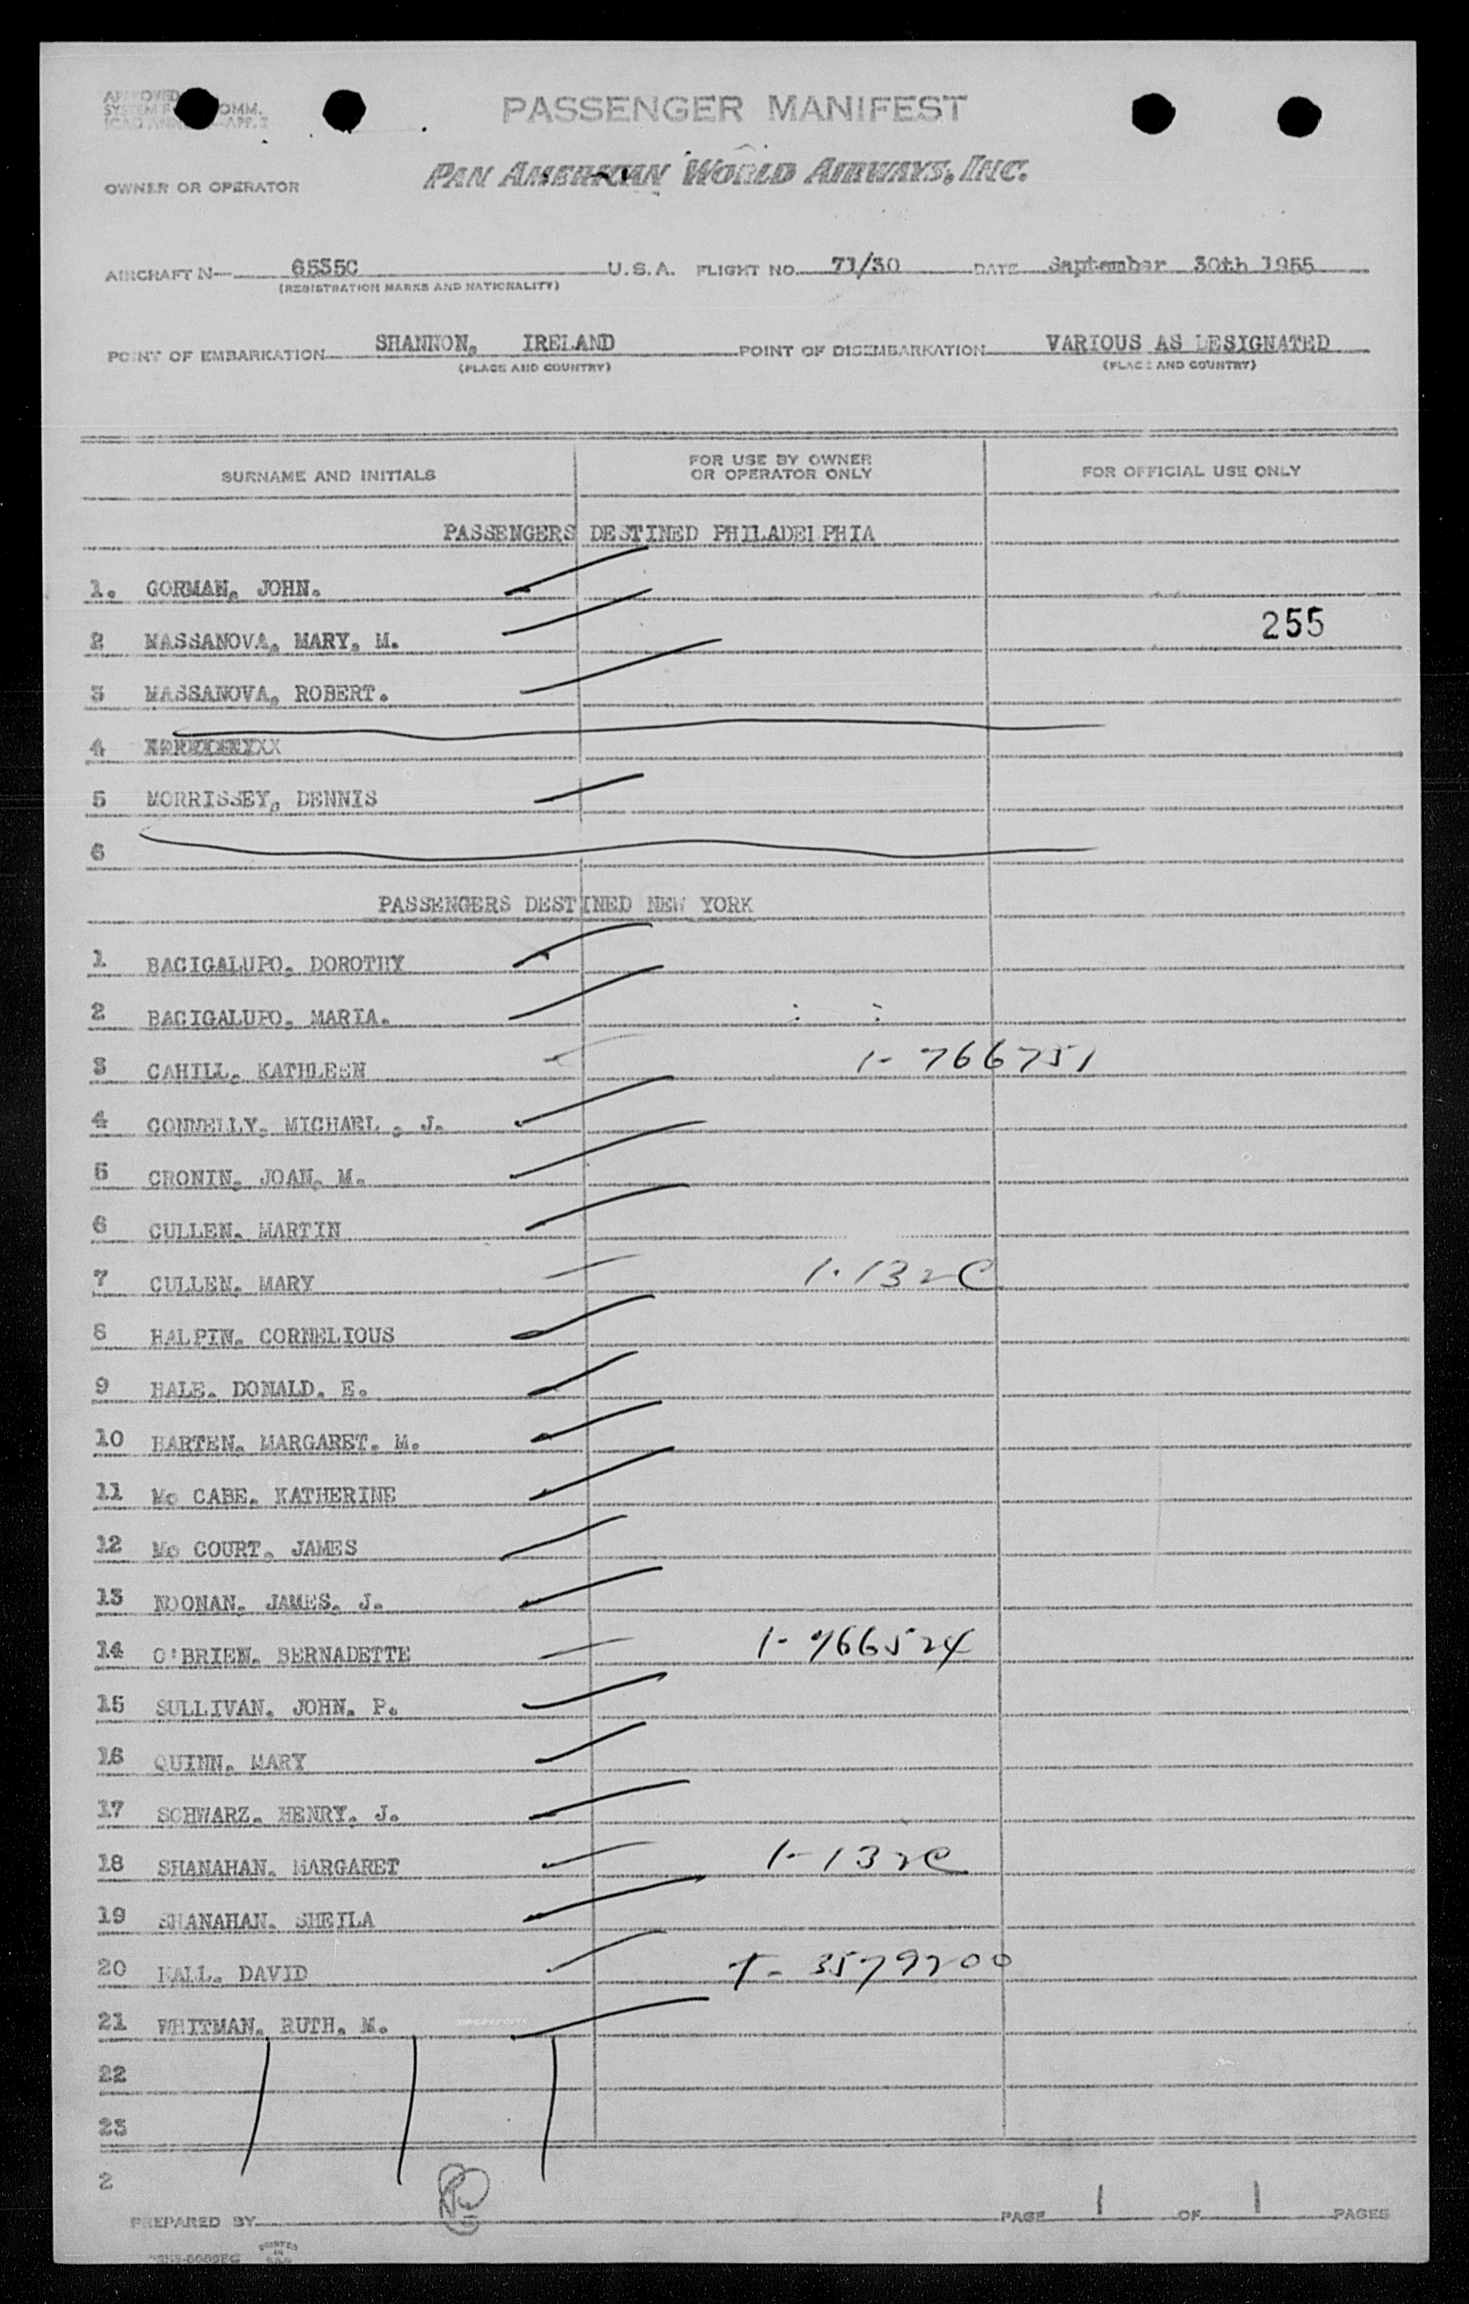 PASSENGER MANIFEST
PAN AMERICAN WORLD AIRWAYS, INC.
OWNER OR OPERATOR
AIRCRAFT N— 6535C U.S.A. FLIGHT NO. 71/30 DATE September 30th 1955
(REGISTRATION MARKS AND NATIONALITY)
POINT OF EMBARKATION SHANNON, IRELAND POINT OF DISEMBARKATION VARIOUS AS DESIGNATED
(PLACE AND COUNTRY) (PLACE AND COUNTRY)
SURNAME AND INITIALS FOR USE BY OWNER OR OPERATOR ONLY FOR OFFICIAL USE ONLY
PASSENGERS DESTINED PHILADELPHIA
1. GORMAN, JOHN.
255
2 MASSANOVA, MARY, M.
3 MASSANOVA, ROBERT.
4
5 MORRISSEY, DENNIS
6
PASSENGERS DESTINED NEW YORK
1 BACIGALUPO, DOROTHY
2 BACIGALUPO, MARIA.
3 CAHILL, KATHLEEN 1-766751
4 CONNELLY, MICHAEL , J.
5 CRONIN, JOAN, M.
6 CULLEN, MARTIN
7 CULLEN, MARY 1-132C
8 HALPIN, CORNELIOUS
9 HALE, DONALD, E.
10 HARTEN, MARGARET, M.
11 Mc CABE, KATHERINE
12 Mc COURT, JAMES
13 NOONAN, JAMES, J.
14 O'BRIEN, BERNADETTE 1-766524
15 SULLIVAN, JOHN, P.
16 QUINN, MARY
17 SCHWARZ, HENRY, J.
18 SHANAHAN, MARGARET 1-132C
19 SHANAHAN, SHEILA
20 HALL, DAVID T-3579200
21 WHITMAN, RUTH, M.
22
23
2
PREPARED BY PAGE 1 OF 1 PAGES
PRINTED
IN
U.S.A.